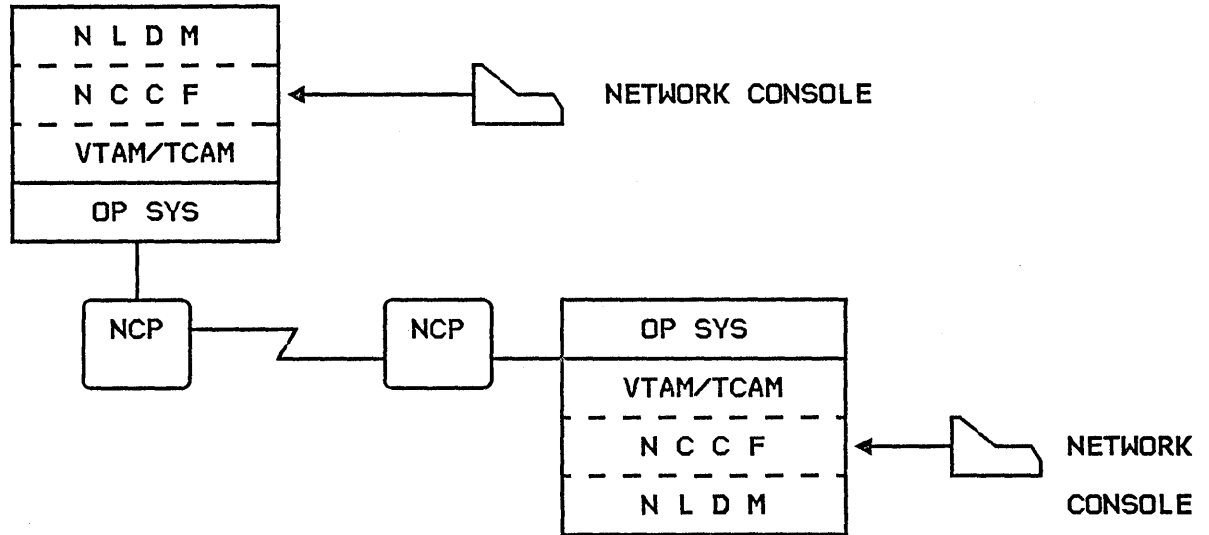 N L D M
N C C F
NETWORK CONSOLE
VTAM/TCAM
OP SYS
NCP
NCP
OP SYS
VTAM/TCAM
N C C F
NETWORK
CONSOLE
N L D M